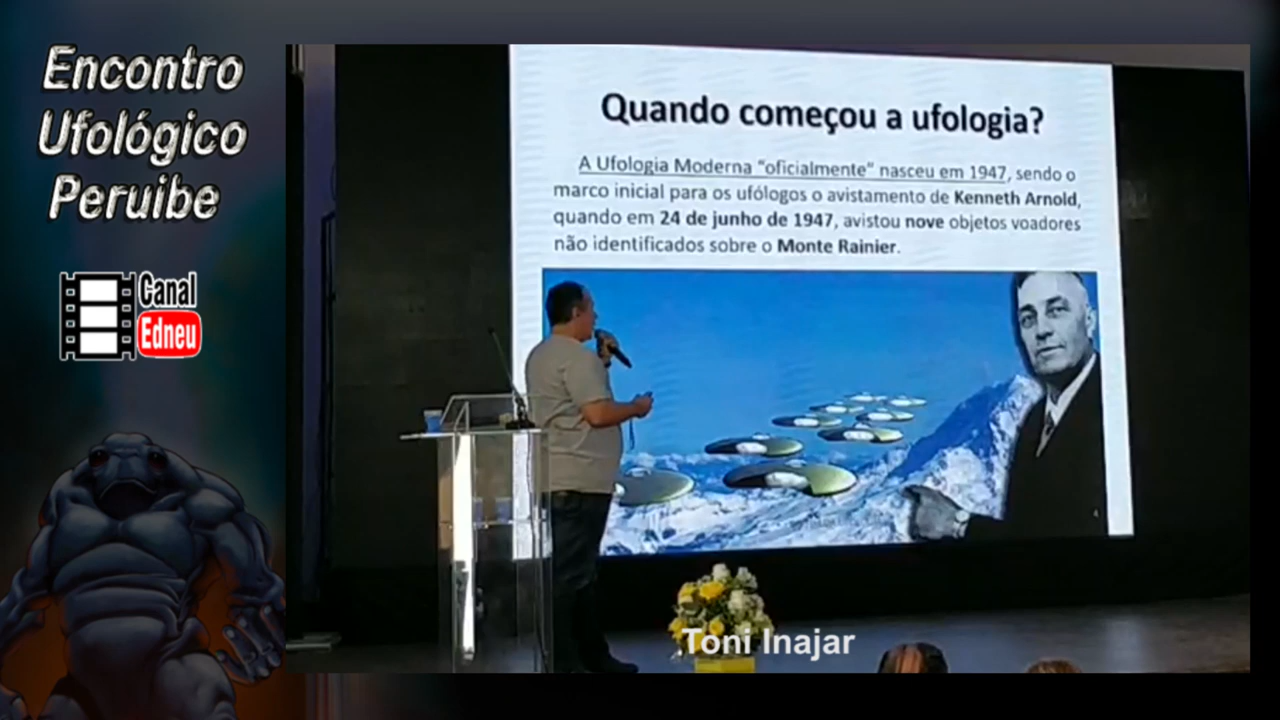 Encontro
Ufológico
Peruibe
Canal
Edneu
Quando começou a ufologia?
A Ufologia Moderna “oficialmente” nasceu em 1947, sendo o
marco inicial para os ufólogos o avistamento de Kenneth Arnold,
quando em 24 de junho de 1947, avistou nove objetos voadores
não identificados sobre o Monte Rainier.
Toni Inajar